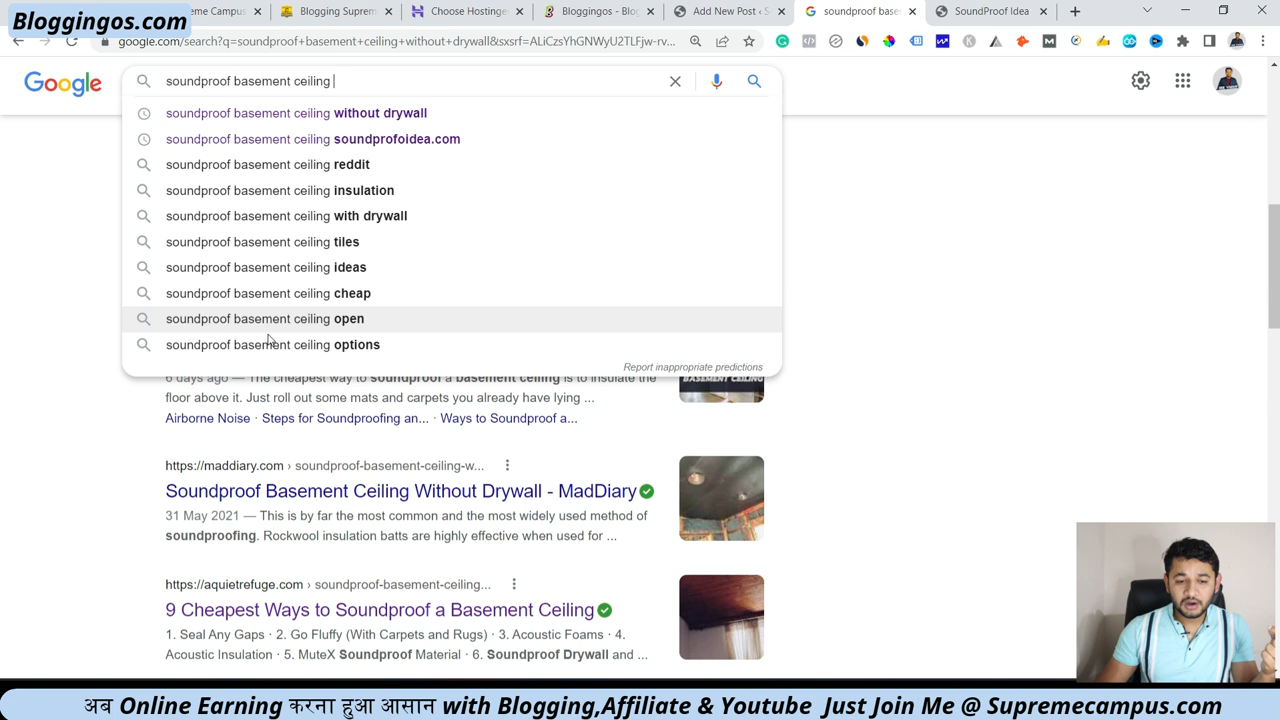 Bloggingos.com
eme Campus
Blogging Suprem
Choose Hostinger
Bloggingos - Blog
Add New Post ‹ S
soundproof base
SoundProof Idea
google.com/search?q=soundproof+basement+ceiling+without+drywall&sxsrf=ALiCzsYhGNWyU2TLFjw-rv...
Google
soundproof basement ceiling
soundproof basement ceiling without drywall
soundproof basement ceiling soundprofoidea.com
soundproof basement ceiling reddit
soundproof basement ceiling insulation
soundproof basement ceiling with drywall
soundproof basement ceiling tiles
soundproof basement ceiling ideas
soundproof basement ceiling cheap
soundproof basement ceiling open
soundproof basement ceiling options
Report inappropriate predictions
6 days ago — The cheapest way to soundproof a basement ceiling is to insulate the
BASEMENT CEILING
floor above it. Just roll out some mats and carpets you already have lying ...
Airborne Noise · Steps for Soundproofing an... · Ways to Soundproof a...
https://maddiary.com › soundproof-basement-ceiling-w...
Soundproof Basement Ceiling Without Drywall - MadDiary
31 May 2021 — This is by far the most common and the most widely used method of
soundproofing. Rockwool insulation batts are highly effective when used for ...
https://aquietrefuge.com › soundproof-basement-ceiling...
9 Cheapest Ways to Soundproof a Basement Ceiling
1. Seal Any Gaps · 2. Go Fluffy (With Carpets and Rugs) · 3. Acoustic Foams · 4.
Acoustic Insulation · 5. MuteX Soundproof Material · 6. Soundproof Drywall and ...
अब Online Earning करना हुआ आसान with Blogging,Affiliate & Youtube Just Join Me @ Supremecampus.com